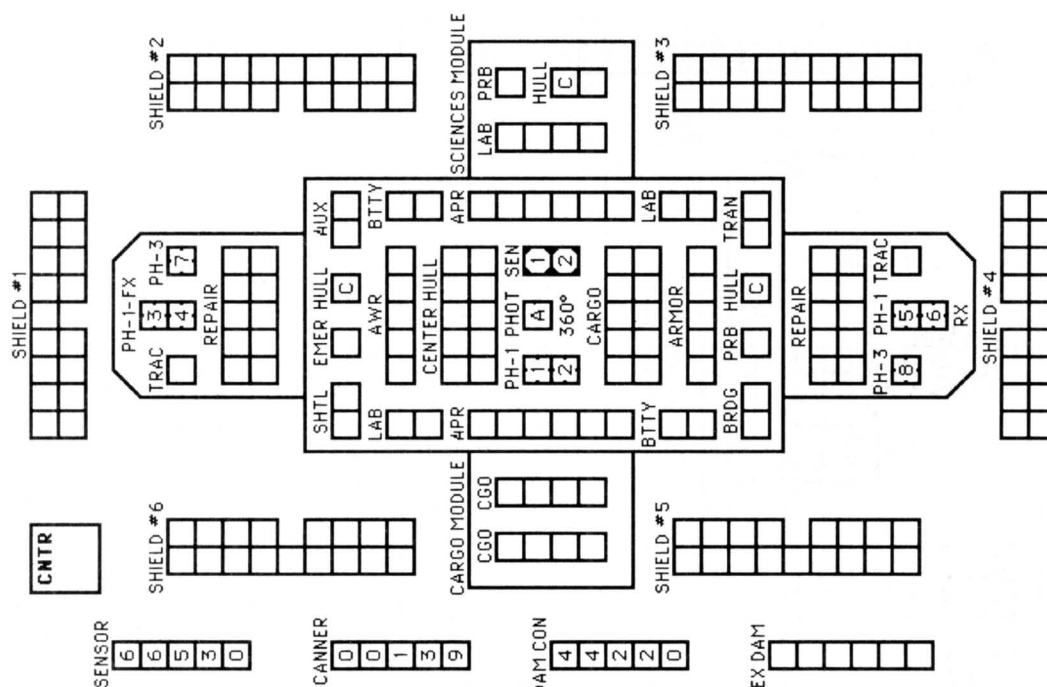 SHIELD #1
SHIELD #2
SHIELD #6
CNTR
PH-1-FX
3
4
PH-3
7
TRAC
REPAIR
SHTL
EMER
HULL
C
AUX
LAB
AWR
BTTY
APR
CENTER HULL
APR
PH-1
1
2
PHOT
A
360°
SEN
1
2
CARGO
BTTY
ARMOR
LAB
BRDG
PRB
HULL
C
TRAN
CARGO MODULE
CGO
CGO
SCIENCES MODULE
LAB
PRB
HULL
C
REPAIR
PH-3
8
PH-1
5
6
RX
TRAC
SHIELD #5
SHIELD #3
SHIELD #4
SENSOR
6
6
5
3
0
CANNER
0
0
1
3
9
DAM CON
4
4
2
2
0
EX DAM